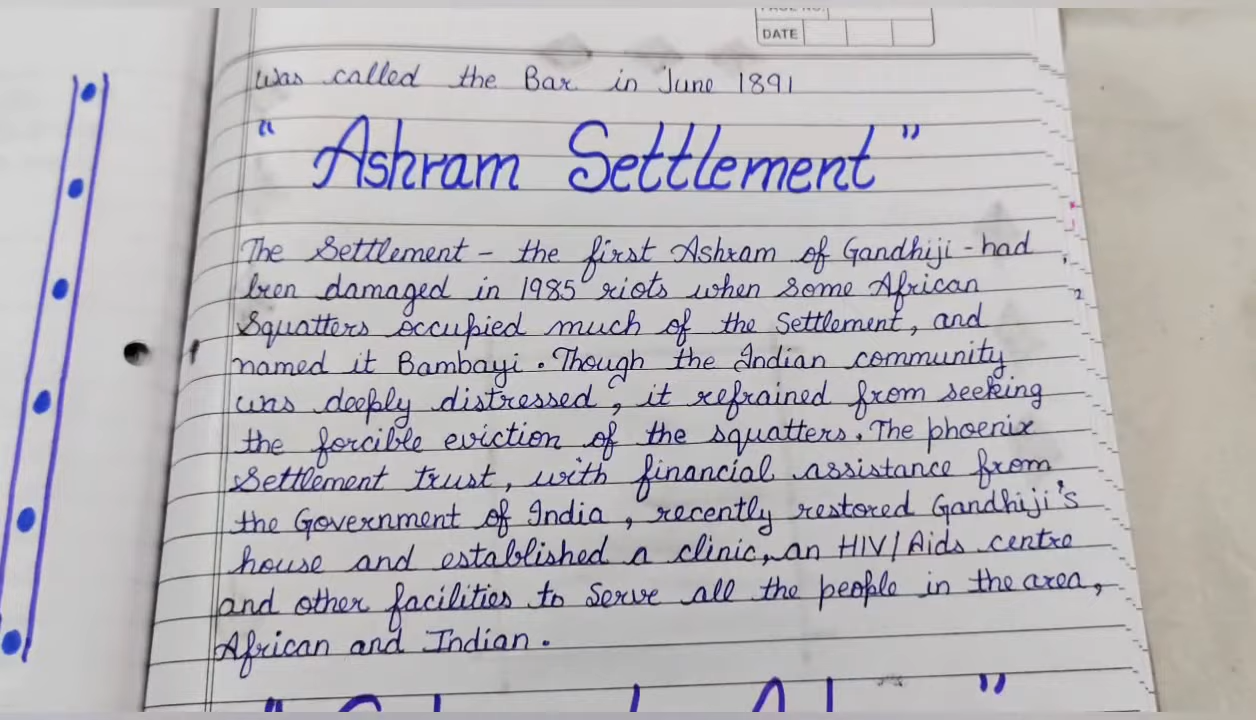 DATE
was called the Bar in June 1891
" Ashram Settlement "
The Settlement - the first Ashram of Gandhiji - had
been damaged in 1985 riots when some African
Squatters occupied much of the Settlement, and
named it Bambayi. Though the Indian community
was deeply distressed, it refrained from seeking
the forcible eviction of the squatters. The phoenix
Settlement trust, with financial assistance from
the Government of India, recently restored Gandhiji's
house and established a clinic, an HIV/Aids centre
and other facilities to Serve all the people in the area,
African and Indian.